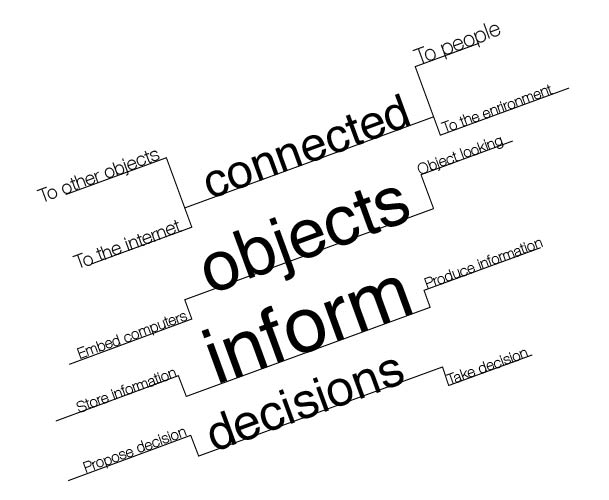 To people
connected
To the enrironment
To other objects
To the internet
Object looking
objects
Embed computers
Produce information
inform
Store information
Take decision
decisions
Propose decision